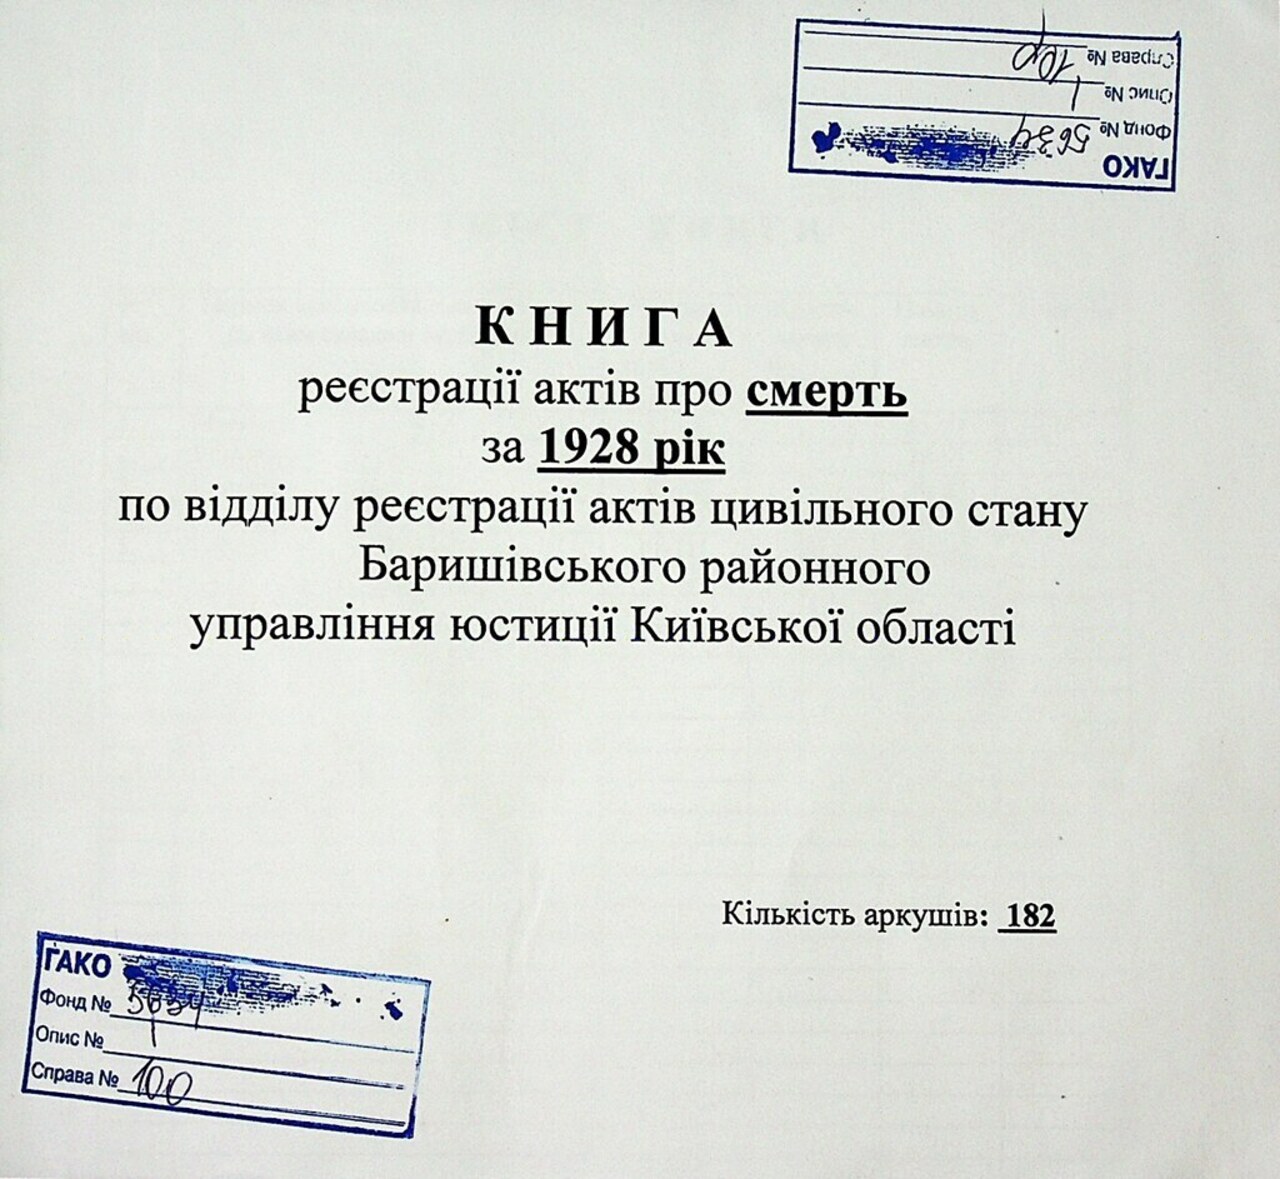 ГАКО
Фонд № 5634
Опис № 1
Справа № 100
КНИГА
реєстрації актів про смерть
за 1928 рік
по відділу реєстрації актів цивільного стану
Баришівського районного
управління юстиції Київської області
Кількість аркушів: 182
ГАКО
Фонд № 5634
Опис № 1
Справа № 100